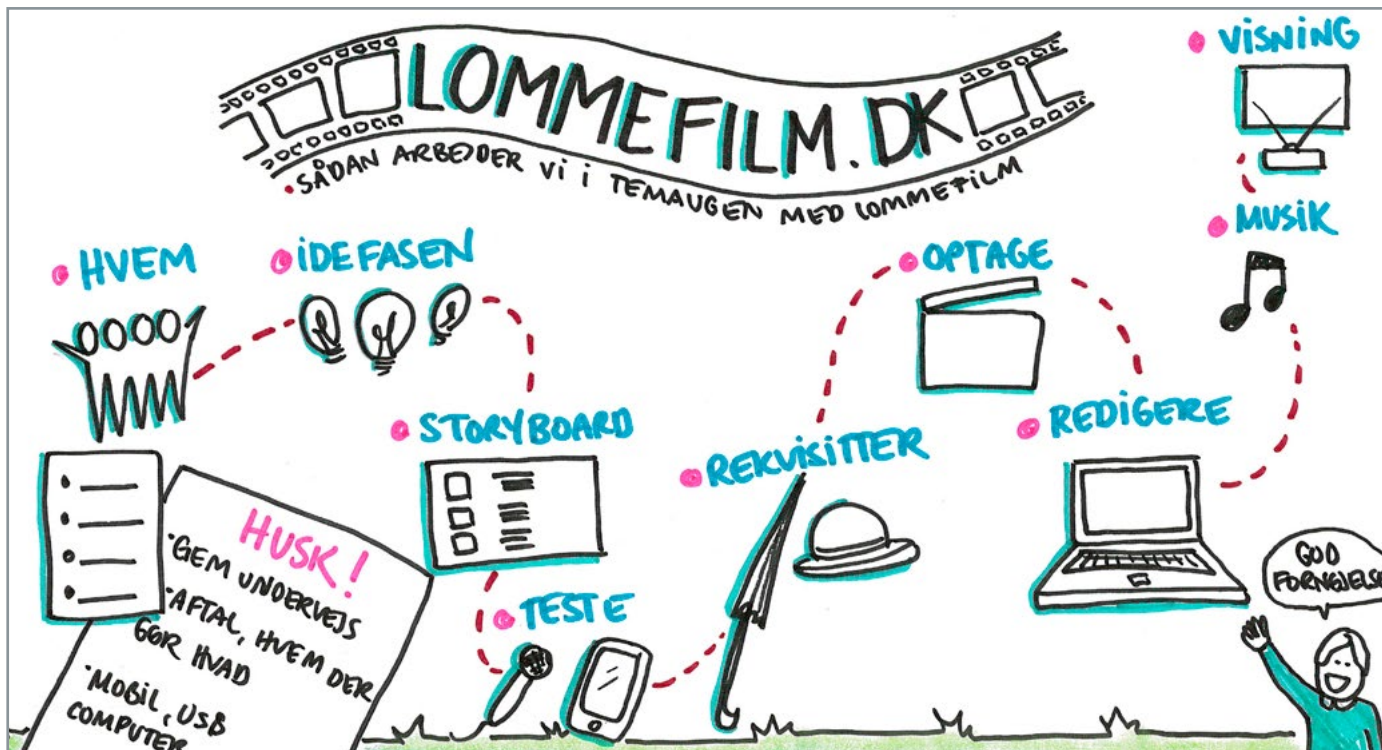 LOMMEFILM.DK
• SÅDAN ARBEJDER Vi i TEMAUGEN MED LOMMEFILM
• HVEM
• iDEFASEN
• STORYBOARD
• TESTE
• REKViSiTTER
• OPTAGE
• REDiGERE
• MUSiK
• ViSNiNG
HUSK!
• GEM UNDERVEJS
• AFTAL, HVEM DER
GØR HVAD
• MOBiL, USB
COMPUTER
GOD
FORNØJELSE